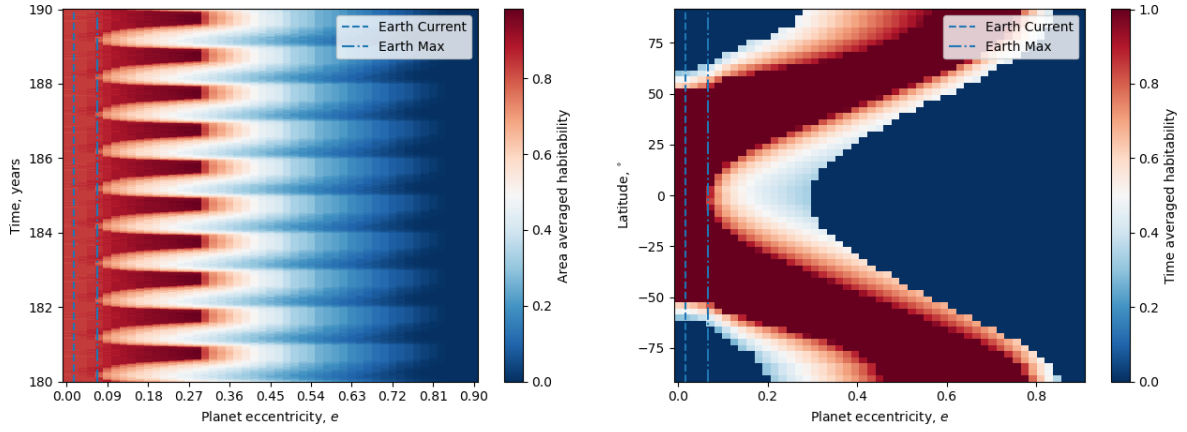 190
188
186
184
182
180
Time, years
0.00 0.09 0.18 0.27 0.36 0.45 0.54 0.63 0.72 0.81 0.90
Planet eccentricity, e
Earth Current
Earth Max
0.8
0.6
0.4
0.2
0.0
Area averaged habitability
75
50
25
0
−25
−50
−75
Latitude, °
0.0 0.2 0.4 0.6 0.8
Planet eccentricity, e
Earth Current
Earth Max
1.0
0.8
0.6
0.4
0.2
0.0
Time averaged habitability